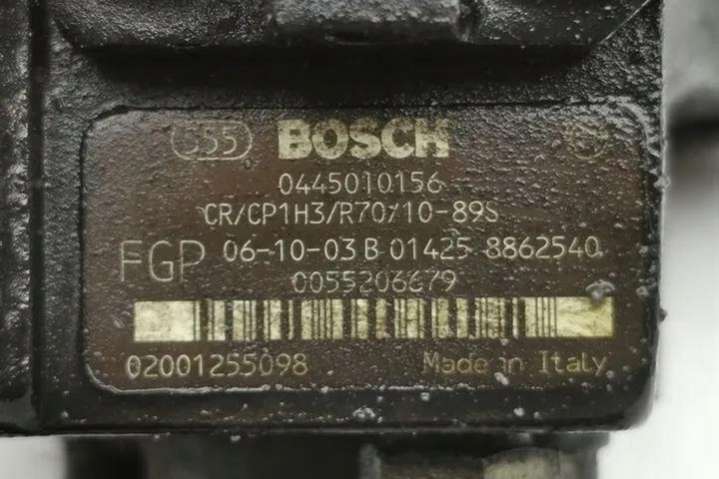 555 BOSCH
0445010156
CR/CP1H3/R70/10-89S
FGP 06-10-03 B 01425 8862540
0055206679
02001255098 Made in Italy